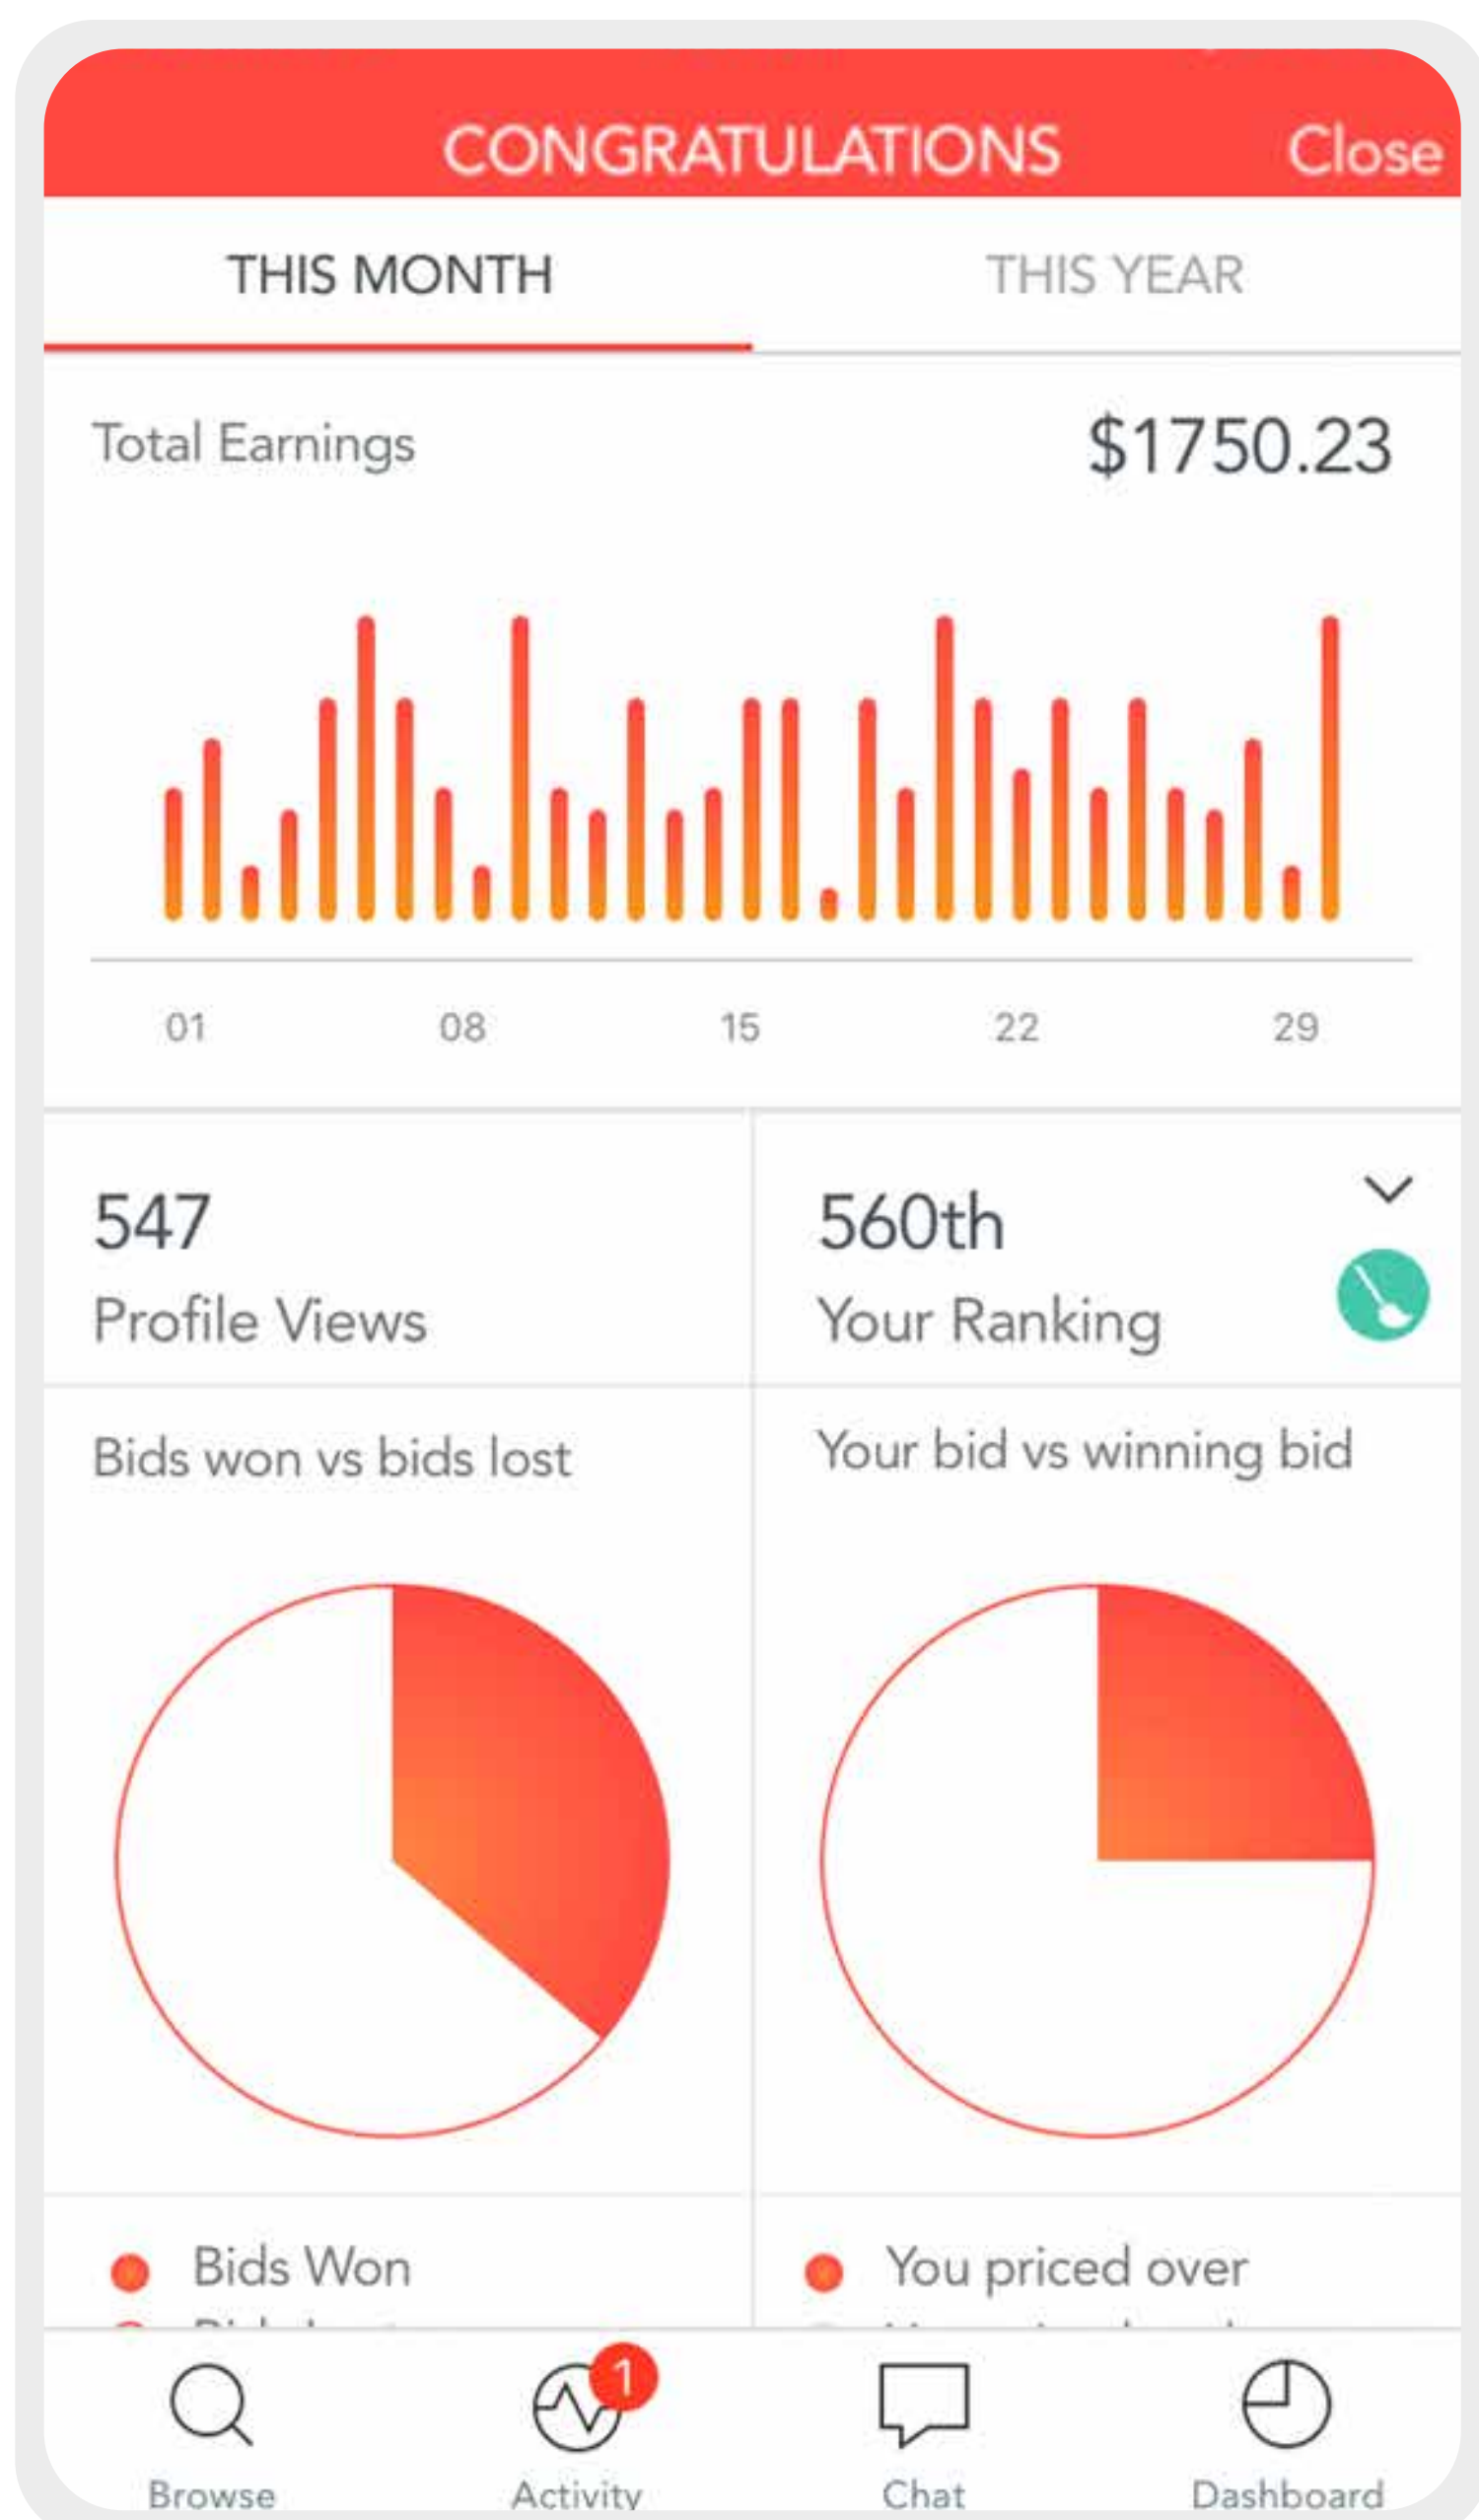 CONGRATULATIONS Close
THIS MONTH THIS YEAR
Total Earnings $1750.23
01 08 15 22 29
547
Profile Views
560th
Your Ranking
Bids won vs bids lost
Your bid vs winning bid
Bids Won
You priced over
1
Browse Activity Chat Dashboard